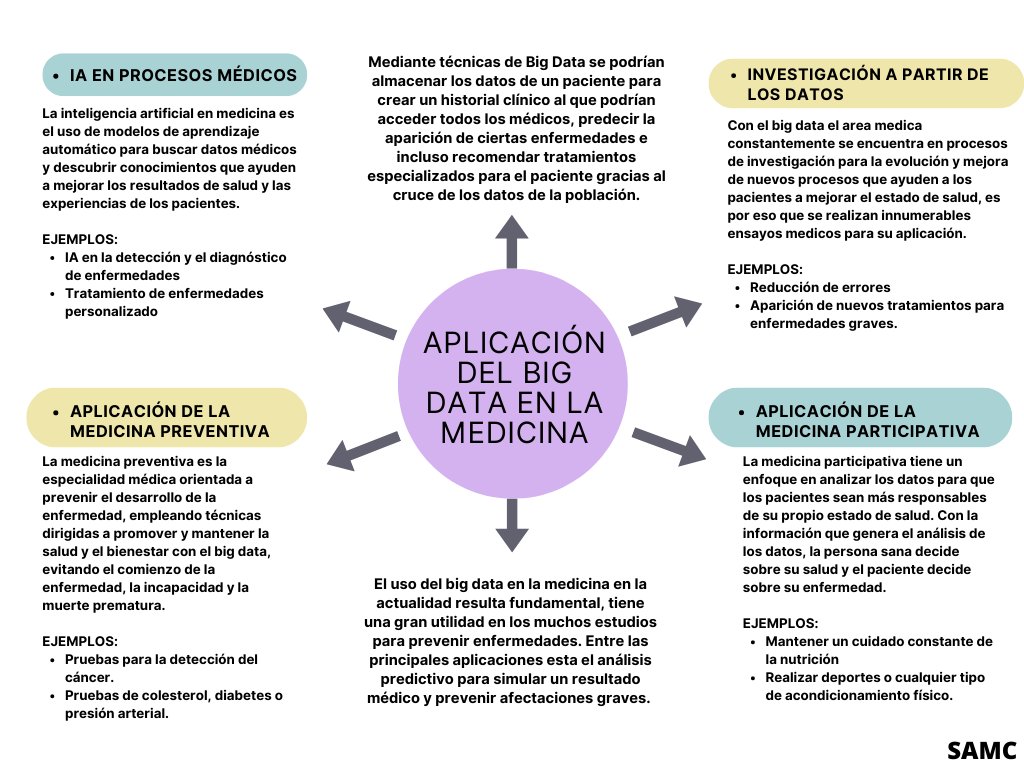 • IA EN PROCESOS MÉDICOS
La inteligencia artificial en medicina es
el uso de modelos de aprendizaje
automático para buscar datos médicos
y descubrir conocimientos que ayuden
a mejorar los resultados de salud y las
experiencias de los pacientes.
EJEMPLOS:
• IA en la detección y el diagnóstico
de enfermedades
• Tratamiento de enfermedades
personalizado
Mediante técnicas de Big Data se podrían
almacenar los datos de un paciente para
crear un historial clínico al que podrían
acceder todos los médicos, predecir la
aparición de ciertas enfermedades e
incluso recomendar tratamientos
especializados para el paciente gracias al
cruce de los datos de la población.
• INVESTIGACIÓN A PARTIR DE
LOS DATOS
Con el big data el area medica
constantemente se encuentra en procesos
de investigación para la evolución y mejora
de nuevos procesos que ayuden a los
pacientes a mejorar el estado de salud, es
por eso que se realizan innumerables
ensayos medicos para su aplicación.
EJEMPLOS:
• Reducción de errores
• Aparición de nuevos tratamientos para
enfermedades graves.
APLICACIÓN
DEL BIG
DATA EN LA
MEDICINA
• APLICACIÓN DE LA
MEDICINA PREVENTIVA
La medicina preventiva es la
especialidad médica orientada a
prevenir el desarrollo de la
enfermedad, empleando técnicas
dirigidas a promover y mantener la
salud y el bienestar con el big data,
evitando el comienzo de la
enfermedad, la incapacidad y la
muerte prematura.
EJEMPLOS:
• Pruebas para la detección del
cáncer.
• Pruebas de colesterol, diabetes o
presión arterial.
El uso del big data en la medicina en la
actualidad resulta fundamental, tiene
una gran utilidad en los muchos estudios
para prevenir enfermedades. Entre las
principales aplicaciones esta el análisis
predictivo para simular un resultado
médico y prevenir afectaciones graves.
• APLICACIÓN DE LA
MEDICINA PARTICIPATIVA
La medicina participativa tiene un
enfoque en analizar los datos para que
los pacientes sean más responsables
de su propio estado de salud. Con la
información que genera el análisis de
los datos, la persona sana decide
sobre su salud y el paciente decide
sobre su enfermedad.
EJEMPLOS:
• Mantener un cuidado constante de
la nutrición
• Realizar deportes o cualquier tipo
de acondicionamiento físico.
SAMC